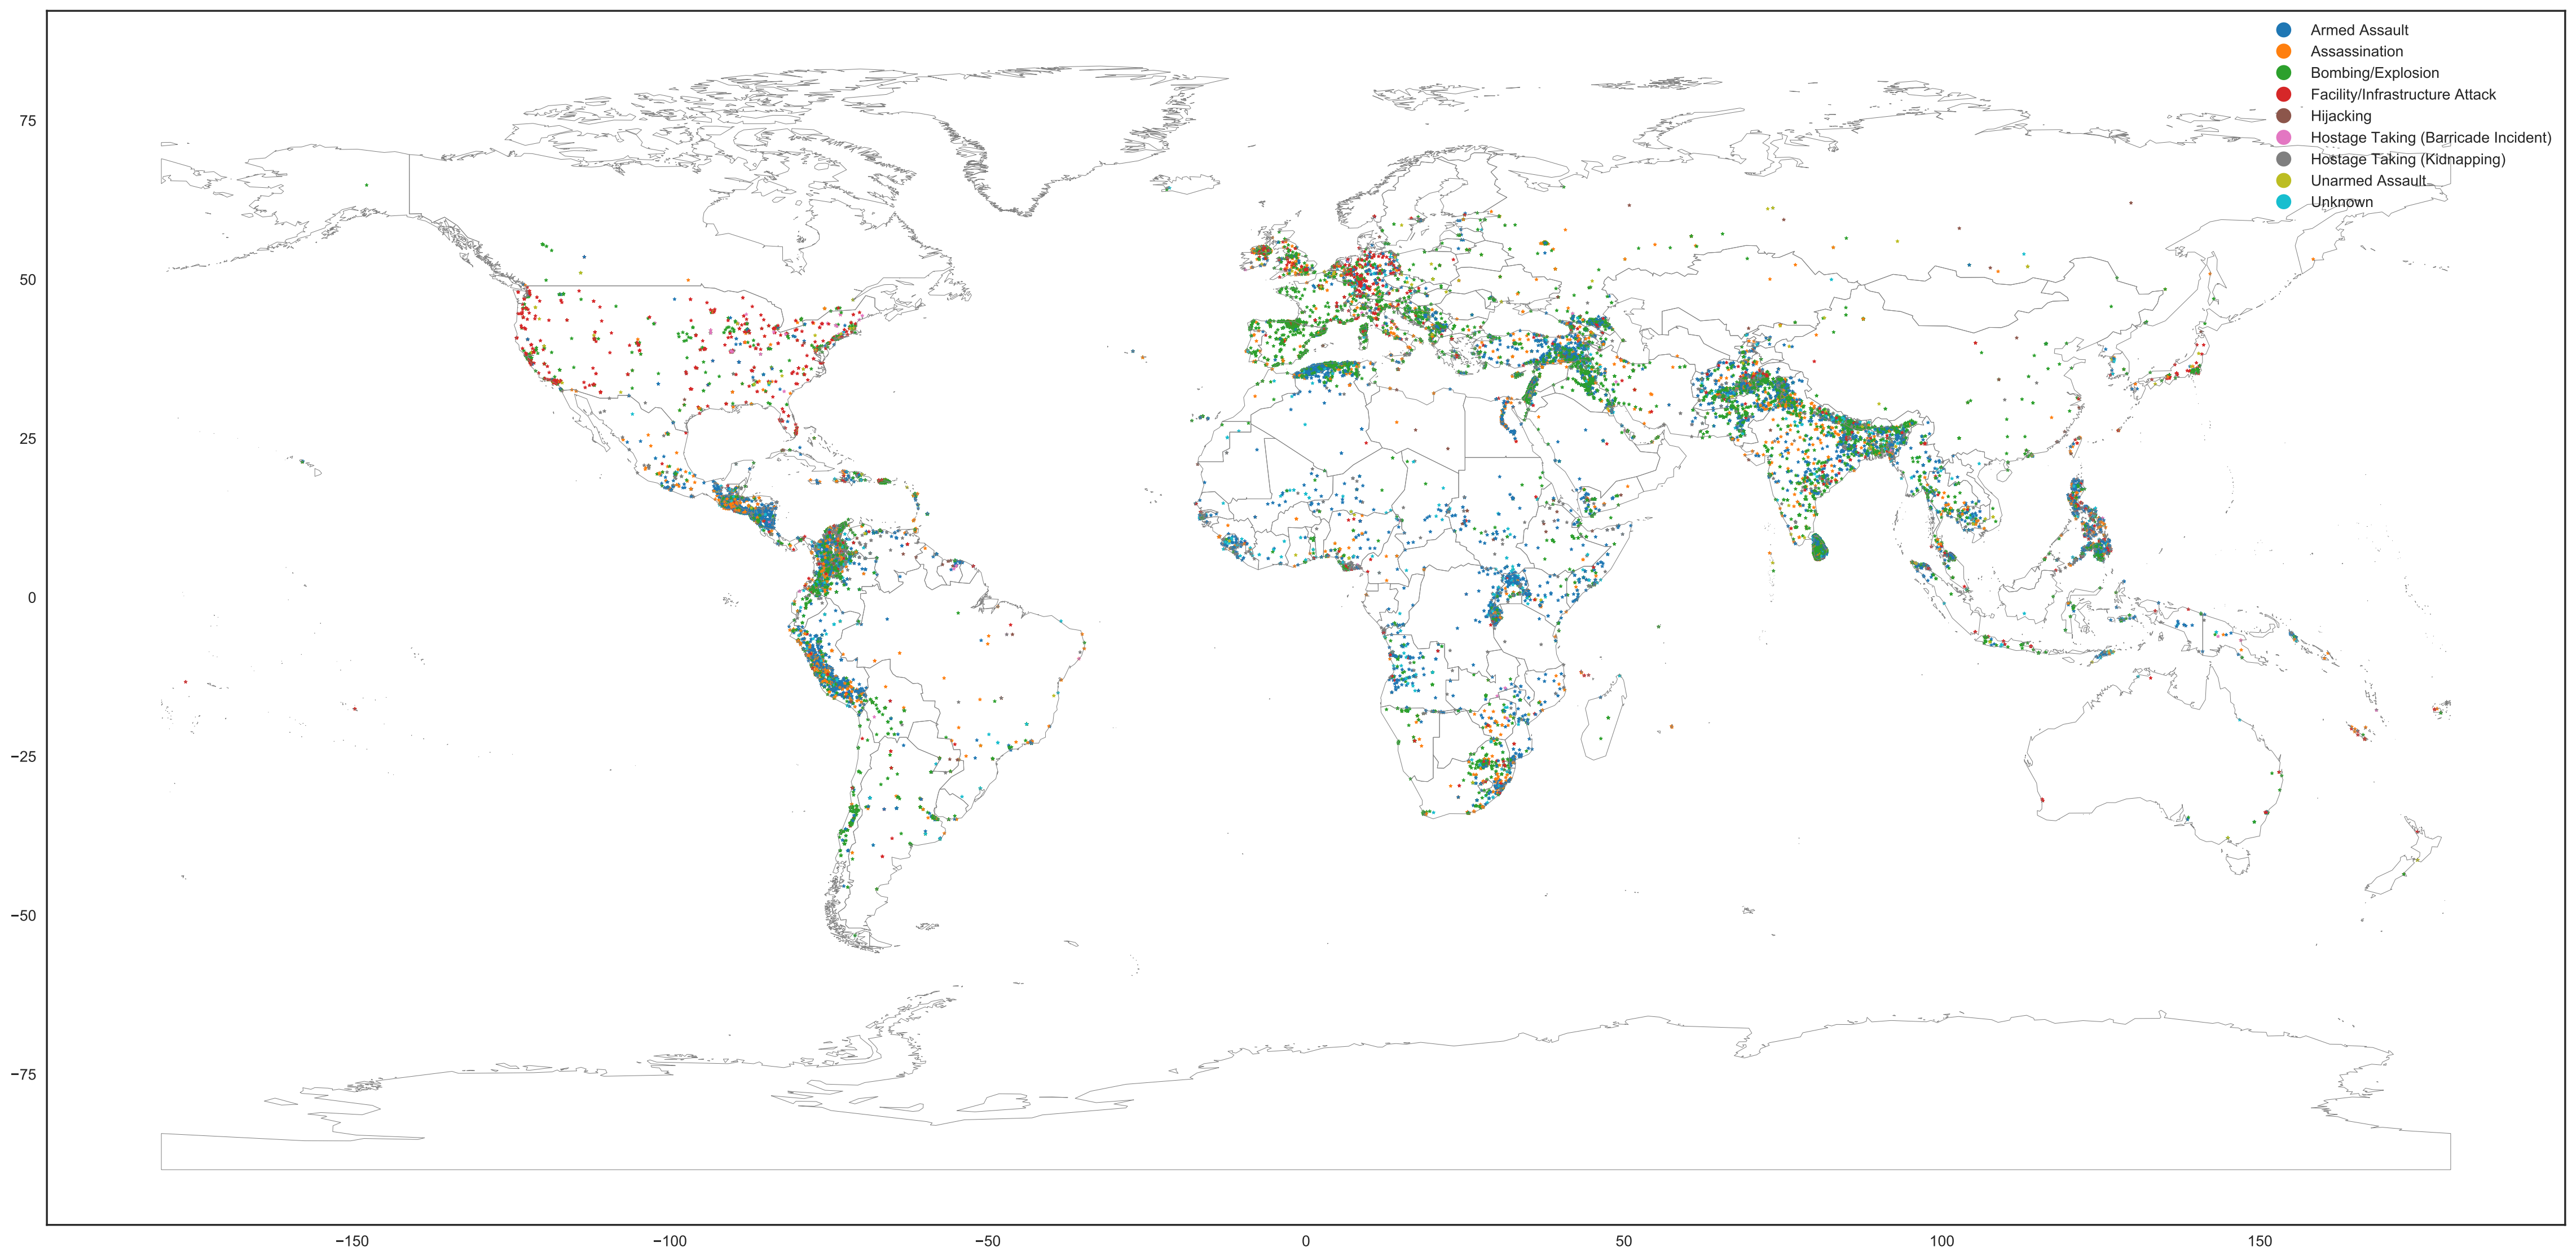 Armed Assault
Assassination
Bombing/Explosion
Facility/Infrastructure Attack
Hijacking
Hostage Taking (Barricade Incident)
Hostage Taking (Kidnapping)
Unarmed Assault
Unknown
75
50
25
0
−25
−50
−75
−150
−100
−50
0
50
100
150